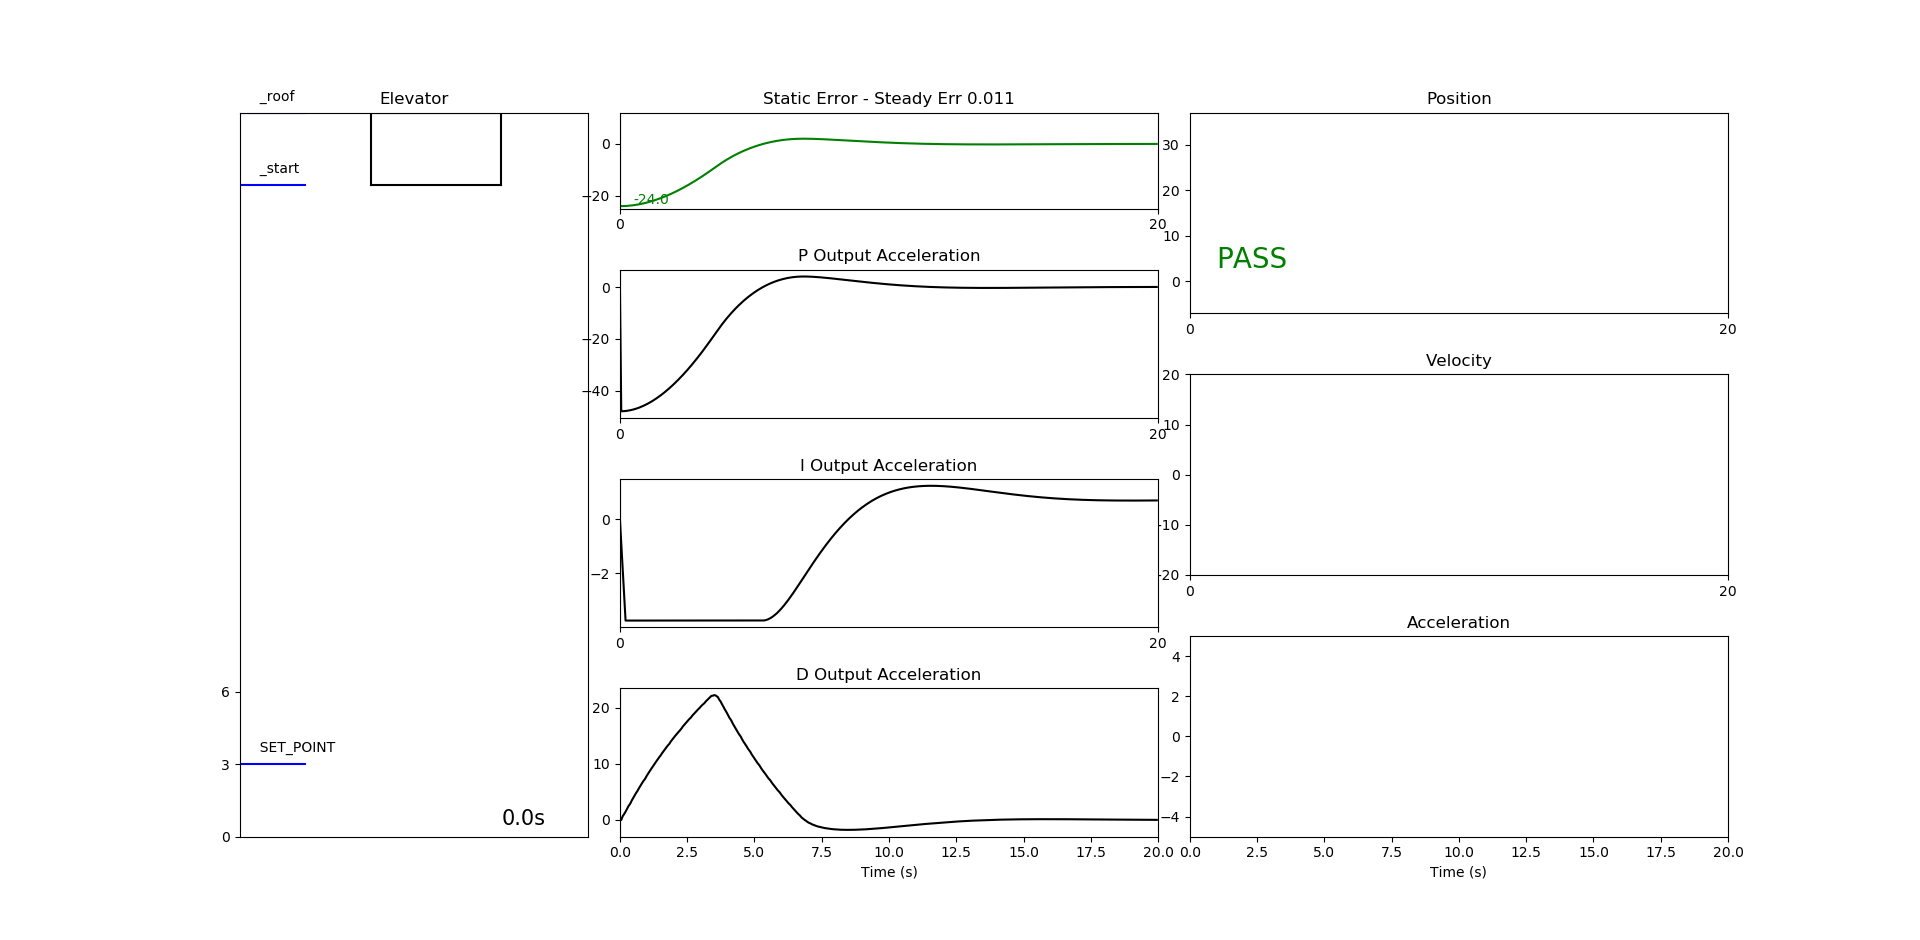 _roof
Elevator
_start
6
SET_POINT
3
0.0s
0
Static Error - Steady Err 0.011
0
−20
-24.0
0
20
P Output Acceleration
0
−20
−40
0
20
I Output Acceleration
0
−2
0
20
D Output Acceleration
20
10
0
0.0 2.5 5.0 7.5 10.0 12.5 15.0 17.5 20.0
Time (s)
Position
30
20
10
PASS
0
0
20
Velocity
20
10
0
-10
-20
0
20
Acceleration
4
2
0
−2
−4
0.0 2.5 5.0 7.5 10.0 12.5 15.0 17.5 20.0
Time (s)